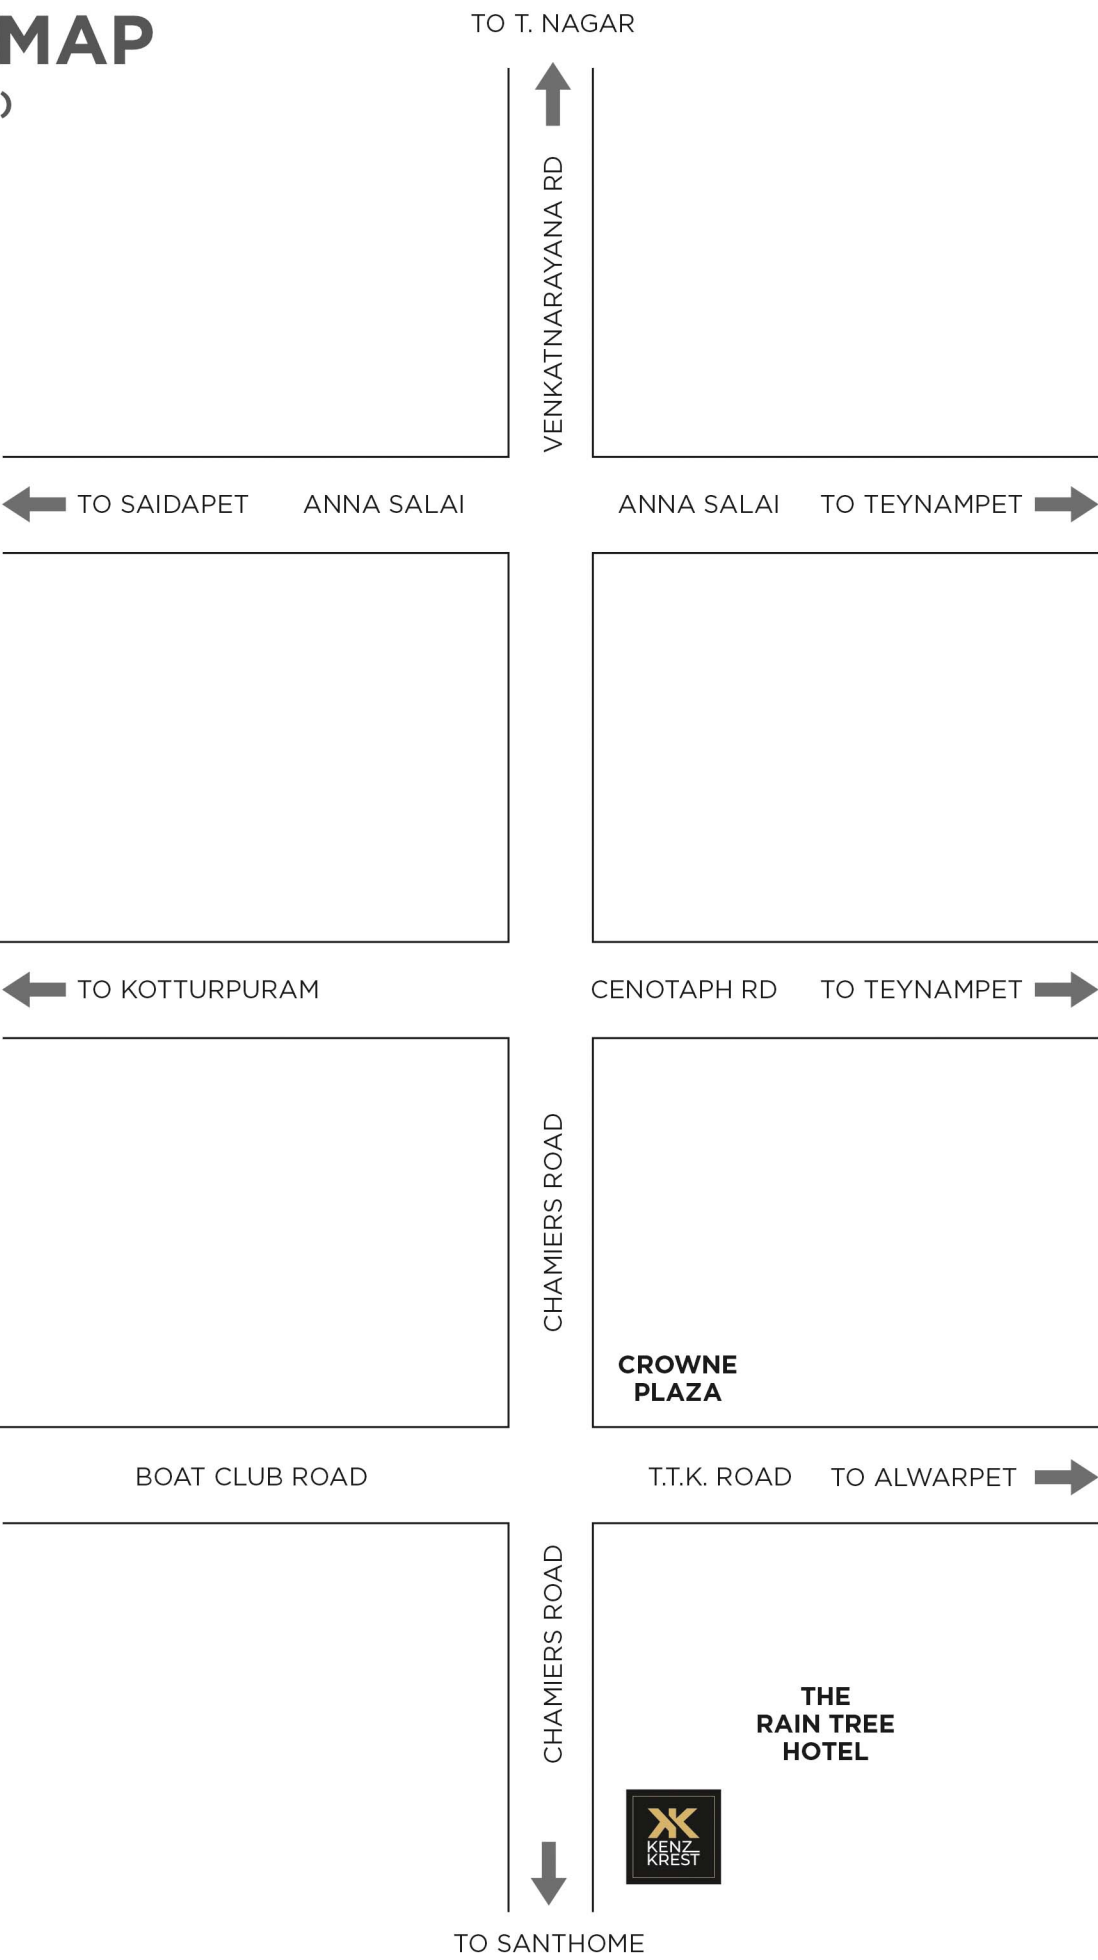 MAP
)
TO T. NAGAR
VENKATNARAYANA RD
TO SAIDAPET
ANNA SALAI
ANNA SALAI
TO TEYNAMPET
TO KOTTURPURAM
CENOTAPH RD
TO TEYNAMPET
CHAMIERS ROAD
CROWNE
PLAZA
BOAT CLUB ROAD
T.T.K. ROAD
TO ALWARPET
CHAMIERS ROAD
THE
RAIN TREE
HOTEL
KENZ
KREST
TO SANTHOME